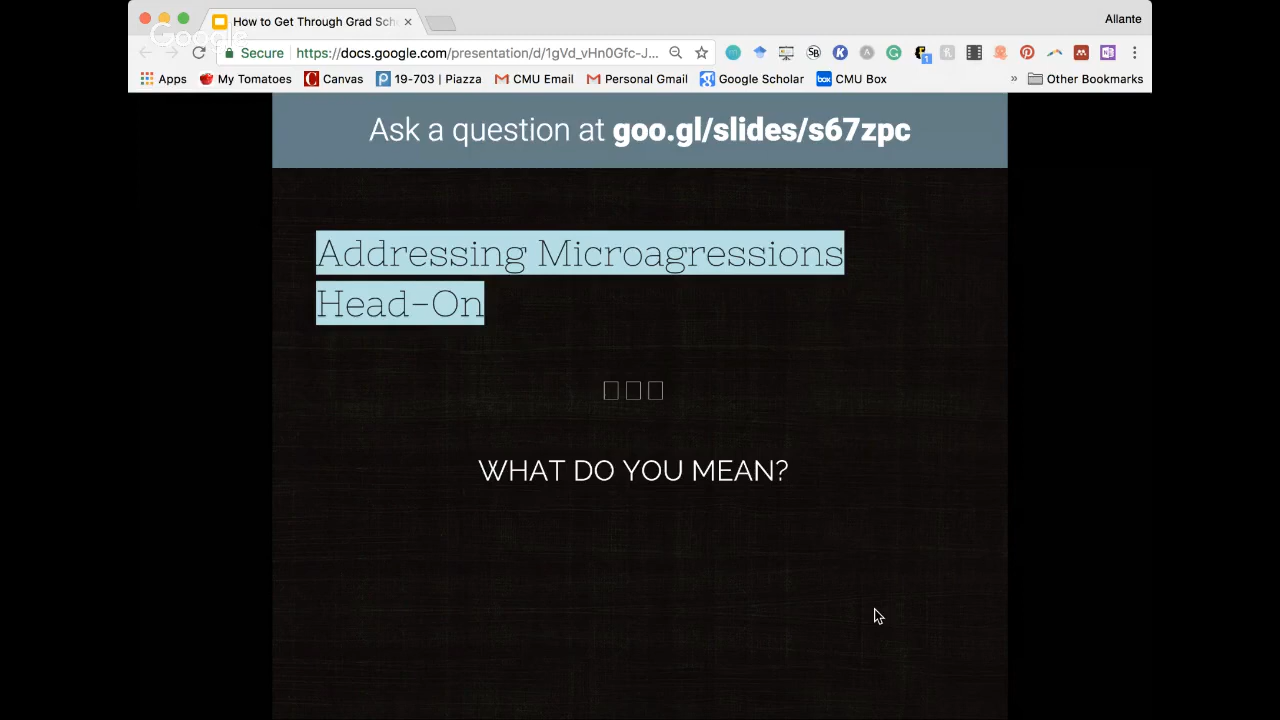 How to Get Through Grad Sch
Allante
Google
Secure https://docs.google.com/presentation/d/1gVd_vHn0Gfc-J...
Apps My Tomatoes Canvas 19-703 | Piazza CMU Email Personal Gmail Google Scholar box CMU Box » Other Bookmarks
Ask a question at goo.gl/slides/s67zpc
Addressing Microagressions
Head-On
WHAT DO YOU MEAN?